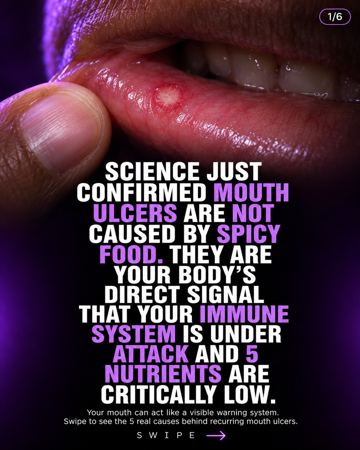 1/6
SCIENCE JUST
CONFIRMED MOUTH
ULCERS ARE NOT
CAUSED BY SPICY
FOOD. THEY ARE
YOUR BODY'S
DIRECT SIGNAL
THAT YOUR IMMUNE
SYSTEM IS UNDER
ATTACK AND 5
NUTRIENTS ARE
CRITICALLY LOW.
Your mouth can act like a visible warning system.
Swipe to see the 5 real causes behind recurring mouth ulcers.
SWIPE →